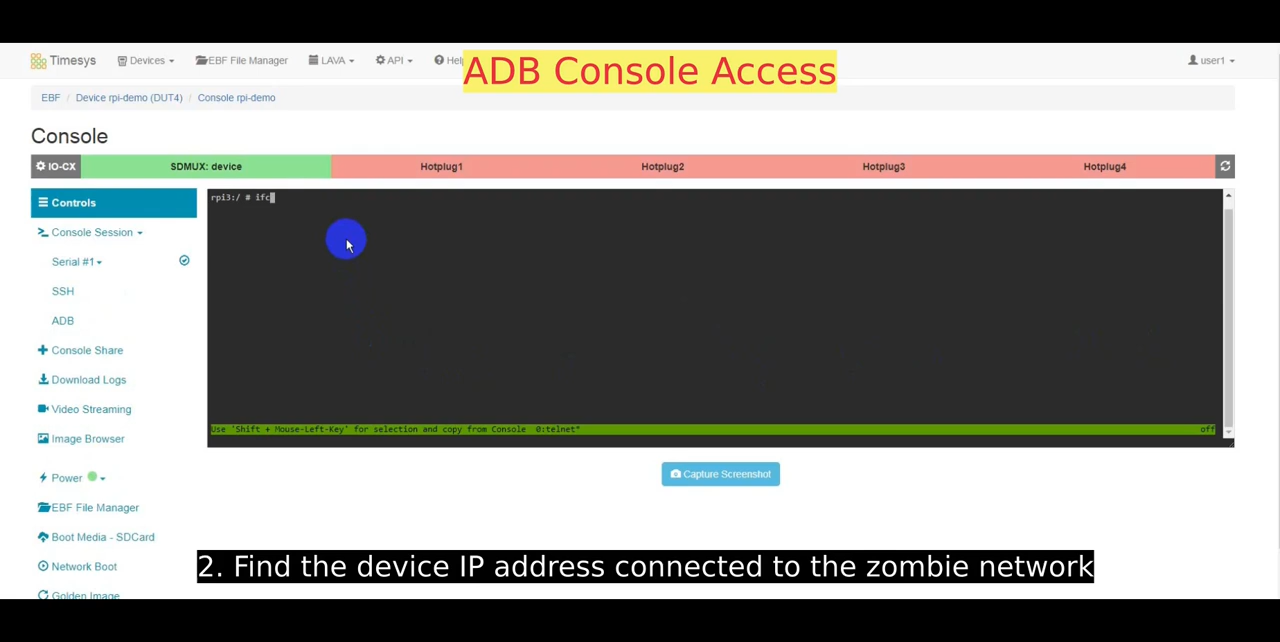 Timesys Devices EBF File Manager LAVA API Hel user1
ADB Console Access
EBF / Device rpi-demo (DUT4) / Console rpi-demo
Console
IO-CX SDMUX: device Hotplug1 Hotplug2 Hotplug3 Hotplug4
Controls
Console Session
Serial #1
SSH
ADB
Console Share
Download Logs
Video Streaming
Image Browser
Power
EBF File Manager
Boot Media - SDCard
Network Boot
Golden Image
rpi3:/ # ifc
Use 'Shift + Mouse-Left-Key' for selection and copy from Console 0:telnet* off
Capture Screenshot
2. Find the device IP address connected to the zombie network